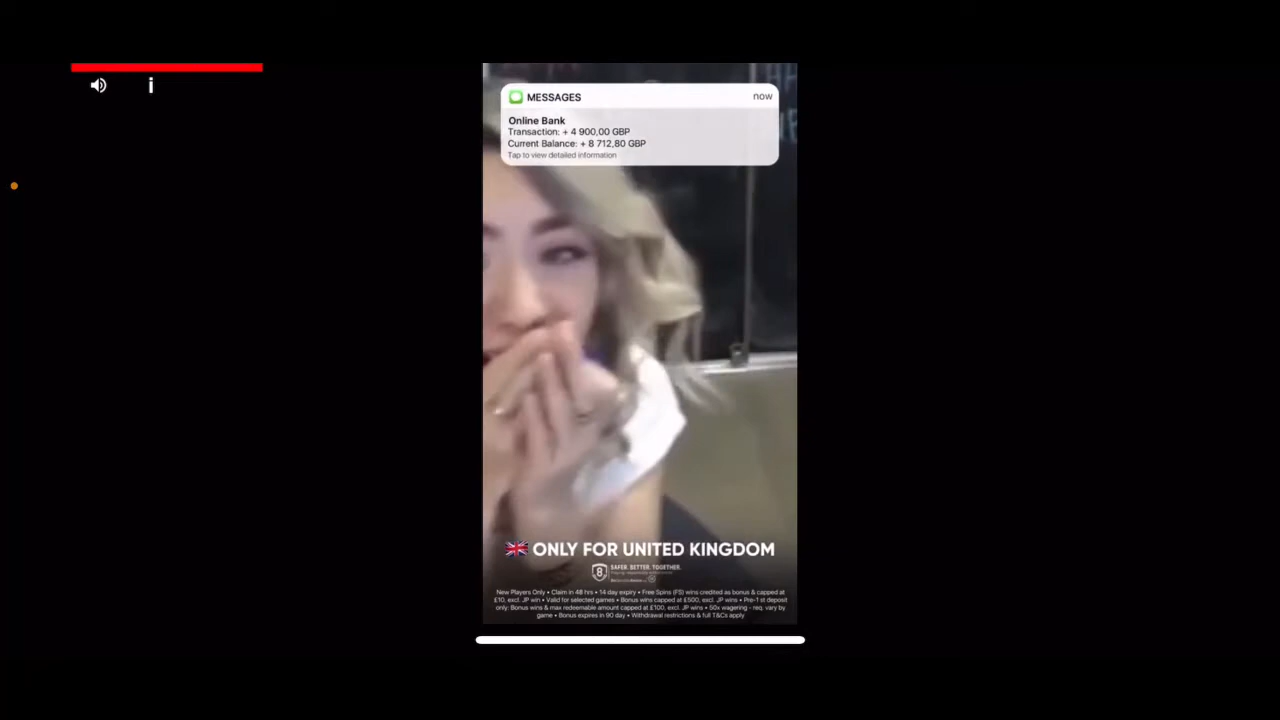 MESSAGES
now
Online Bank
Transaction: + 4 900,00 GBP
Current Balance: + 8 712,80 GBP
Tap to view detailed information
🇬🇧 ONLY FOR UNITED KINGDOM
8 SAFER. BETTER. TOGETHER.
New Players Only • Claim in 48 hrs • 14 day expiry • Free Spins (FS) wins credited as bonus & capped at
£10, excl. JP win • Valid for selected games • Bonus wins capped at £500, excl. JP wins • Pre-1 st deposit
only: Bonus wins & max redeemable amount capped at £100, excl. JP wins • 50x wagering - req. vary by
game • Bonus expires in 90 day • Withdrawal restrictions & full T&Cs apply